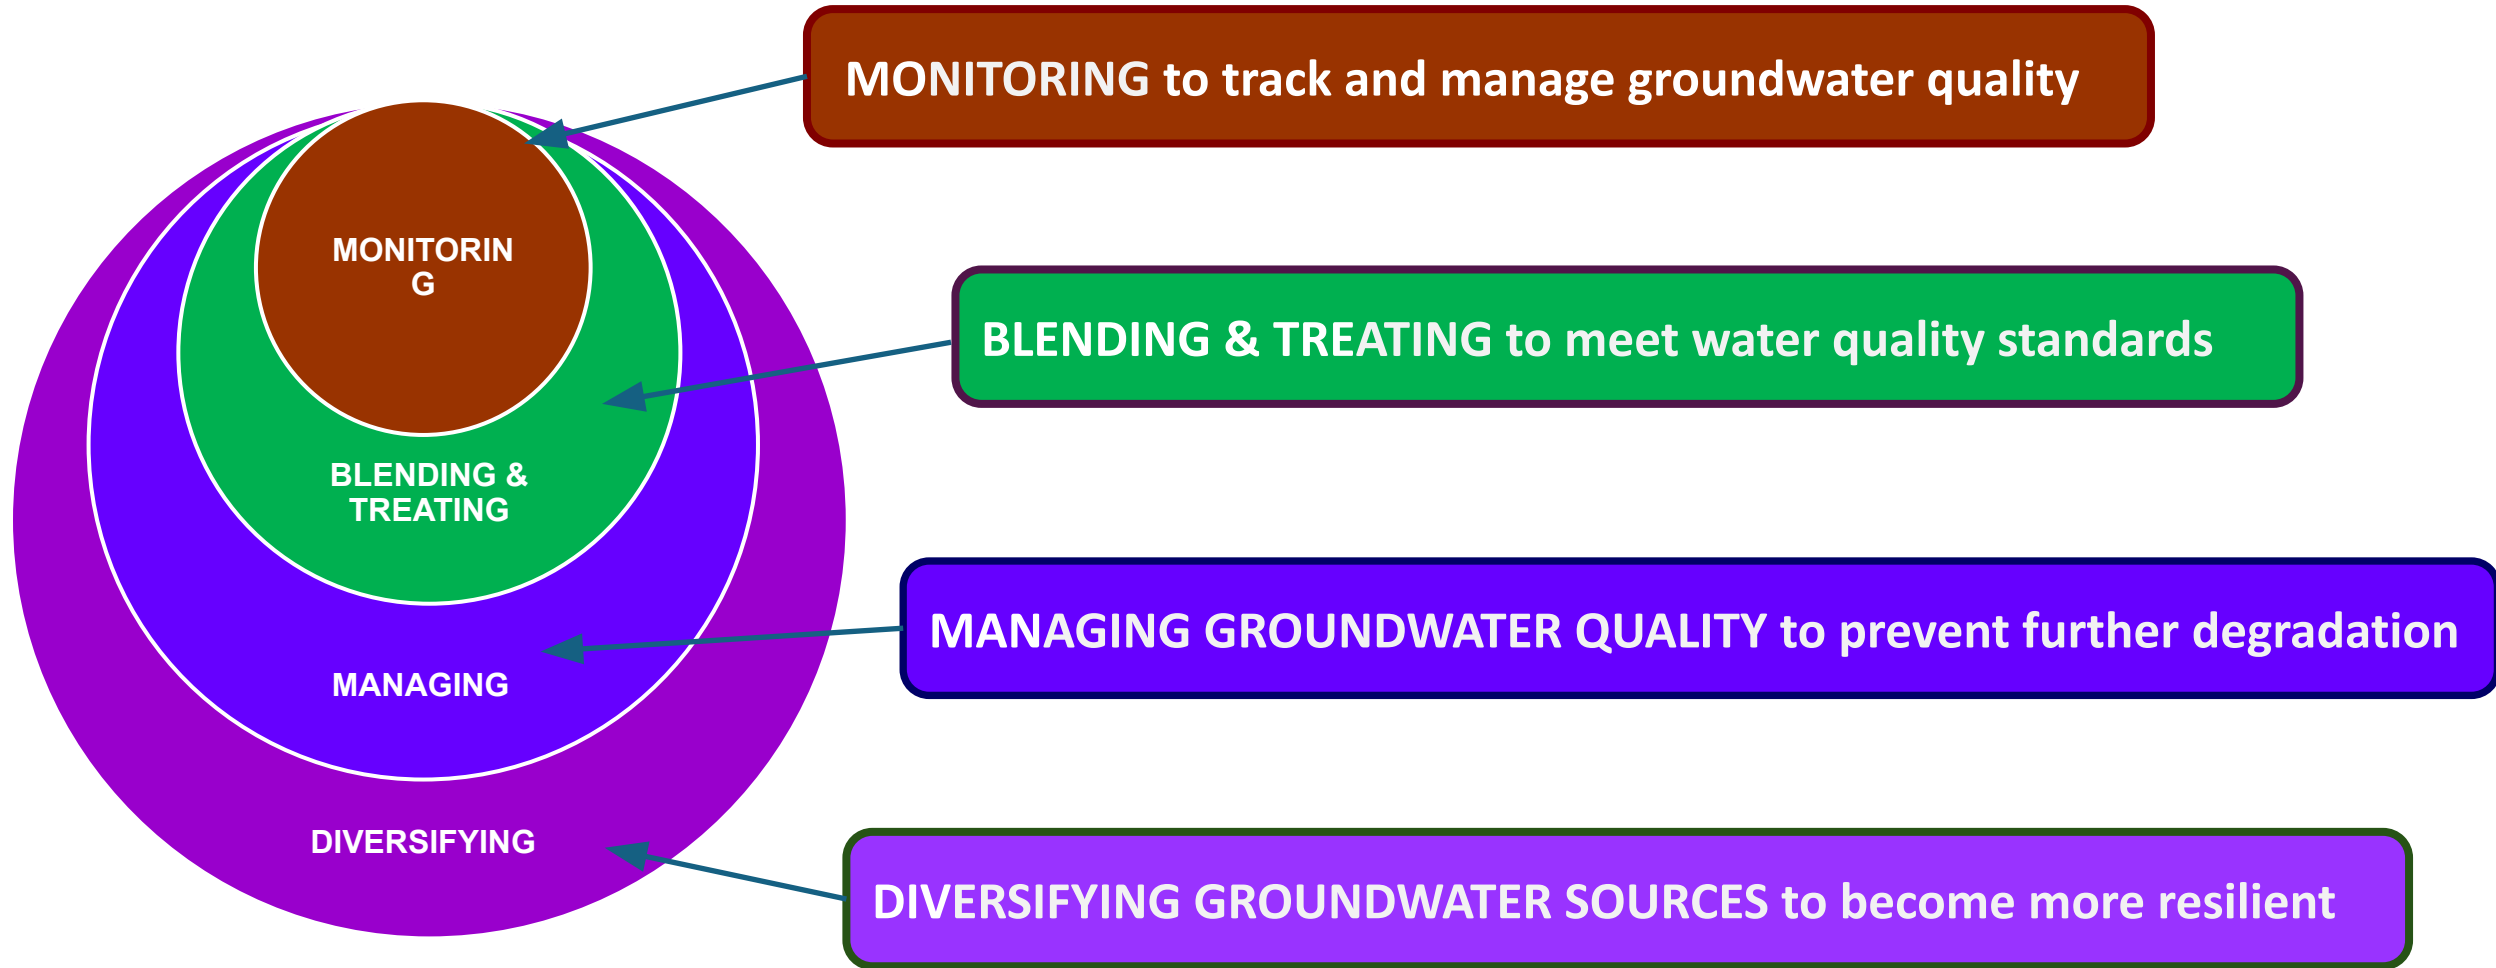 MONITORING to track and manage groundwater quality
MONITORIN
G
BLENDING & TREATING to meet water quality standards
BLENDING &
TREATING
MANAGING GROUNDWATER QUALITY to prevent further degradation
MANAGING
DIVERSIFYING
DIVERSIFYING GROUNDWATER SOURCES to become more resilient